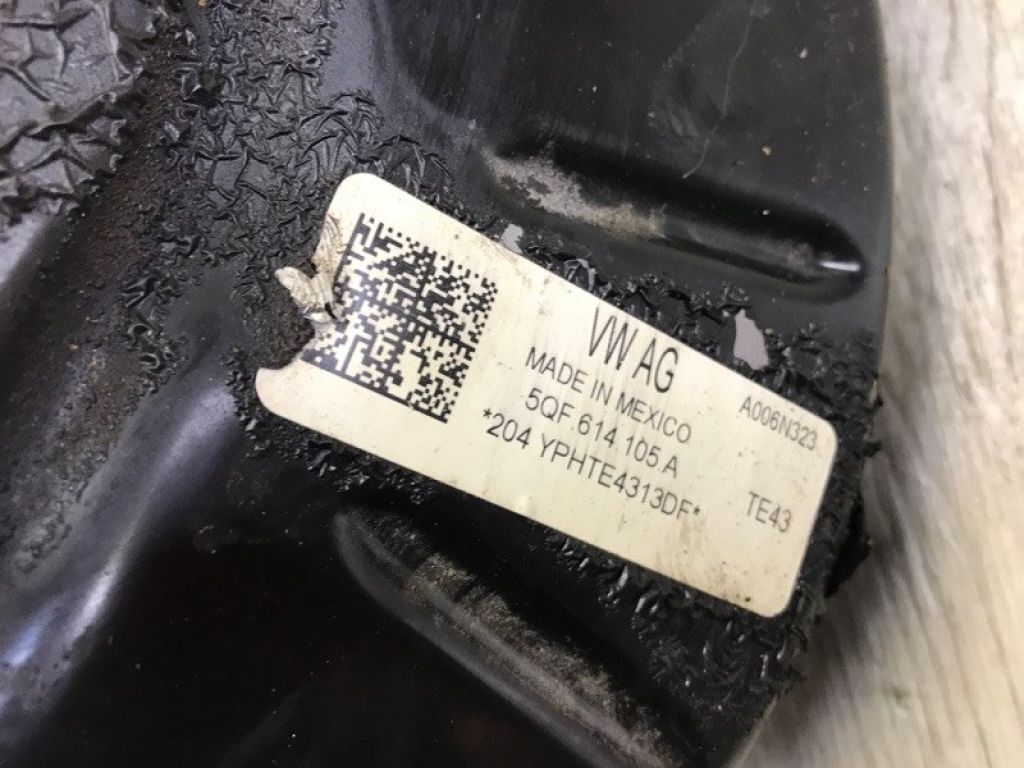 VW AG
MADE IN MEXICO
A006N323
5QF.614.105.A
*204 YPHTE4313DF*
TE43